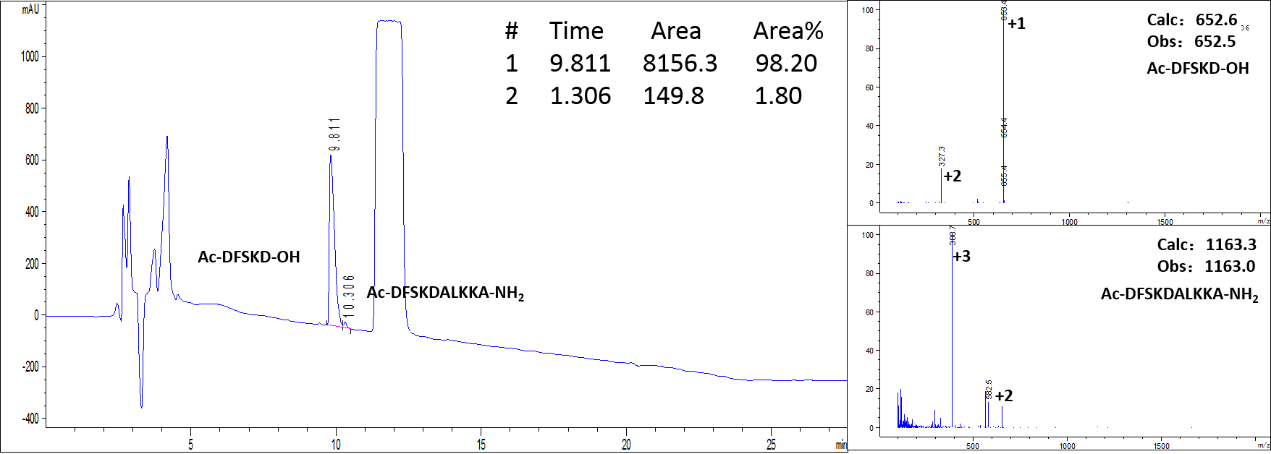 mAU
1000
800
600
400
200
0
-200
-400
5
10
15
20
25
min
# Time Area Area%
1 9.811 8156.3 98.20
2 1.306 149.8 1.80
9.811
10.306
Ac-DFSKD-OH
Ac-DFSKDALKKA-NH₂
100
80
60
40
20
0
500
1000
1500
m/z
654.4
655.4
327.3
+1
+2
Calc: 652.6
Obs: 652.5
Ac-DFSKD-OH
100
80
60
40
20
0
500
1000
1500
m/z
582.5
+3
+2
Calc: 1163.3
Obs: 1163.0
Ac-DFSKDALKKA-NH₂